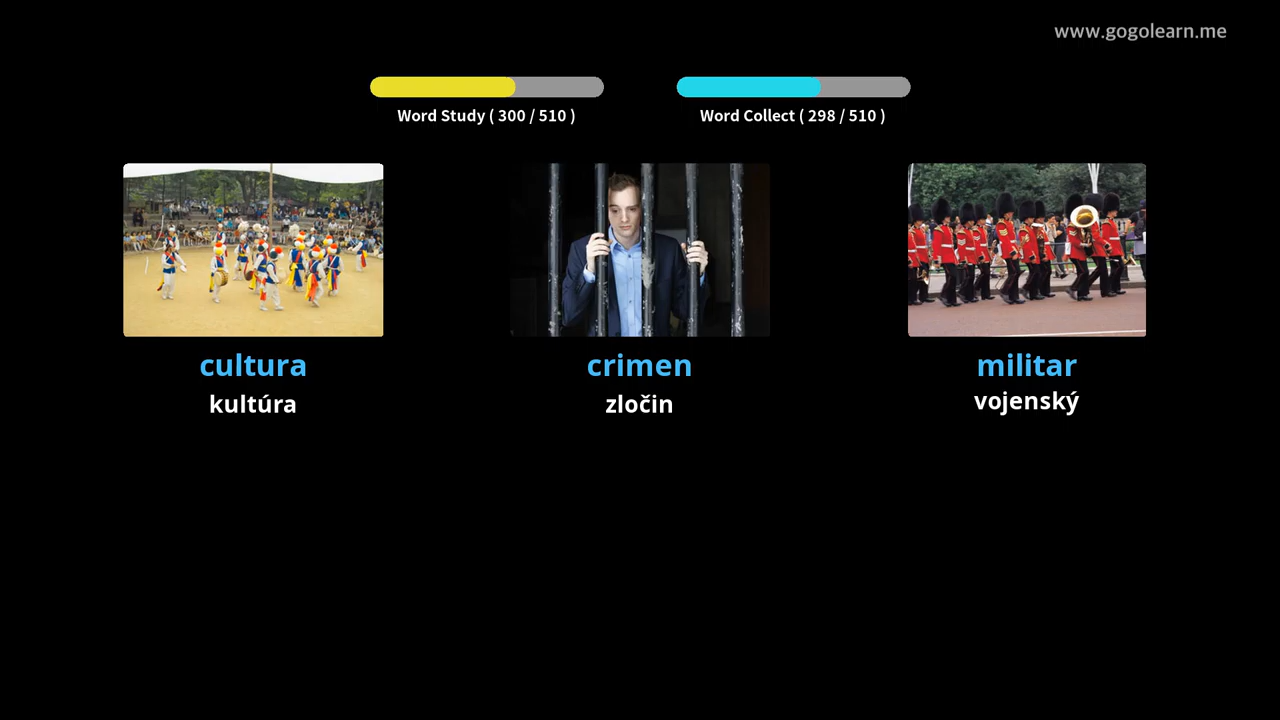 www.gogolearn.me
Word Study ( 300 / 510 )
Word Collect ( 298 / 510 )
cultura
crimen
militar
kultúra
zločin
vojenský